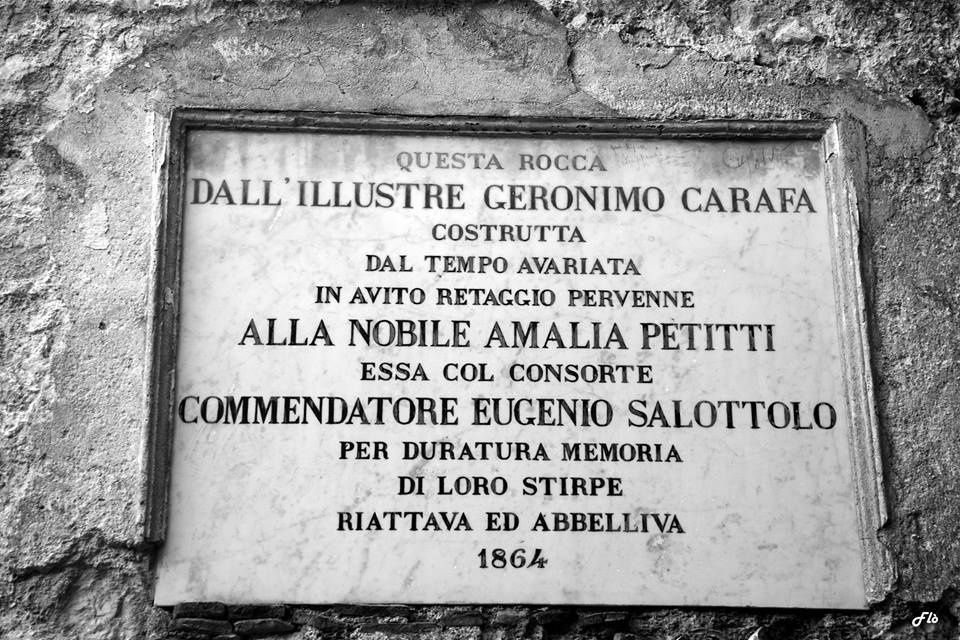 QUESTA ROCCA
DALL'ILLUSTRE GERONIMO CARAFA
COSTRUTTA
DAL TEMPO AVARIATA
IN AVITO RETAGGIO PERVENNE
ALLA NOBILE AMALIA PETITTI
ESSA COL CONSORTE
COMMENDATORE EUGENIO SALOTTOLO
PER DURATURA MEMORIA
DI LORO STIRPE
RIATTAVA ED ABBELLIVA
1864
Flò